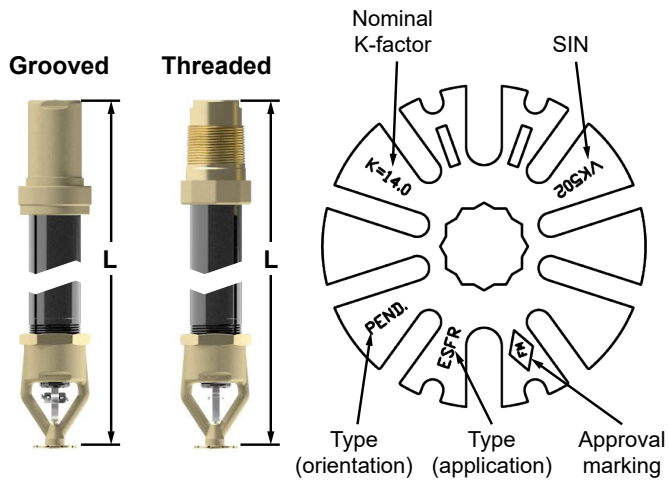 Grooved
Threaded
L
L
Nominal
K-factor
SIN
K=14.0
VK502
PEND.
ESFR
FM
Type
(orientation)
Type
(application)
Approval
marking